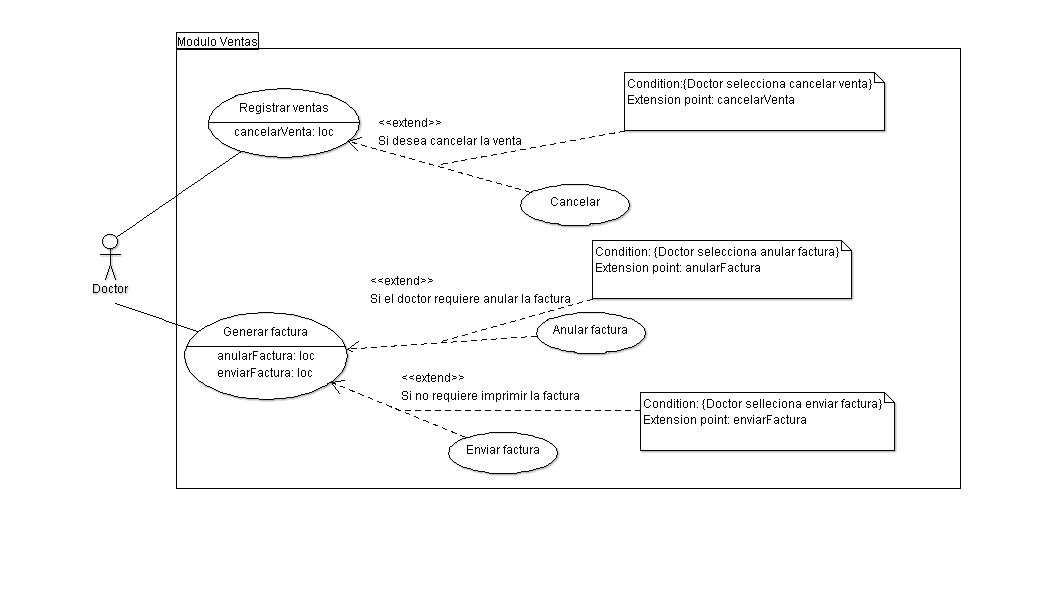 Modulo Ventas
Registrar ventas
cancelarVenta: loc
<<extend>>
Si desea cancelar la venta
Condition:{Doctor selecciona cancelar venta}
Extension point: cancelarVenta
Cancelar
Doctor
Condition: {Doctor selecciona anular factura}
Extension point: anularFactura
<<extend>>
Si el doctor requiere anular la factura
Generar factura
anularFactura: loc
enviarFactura: loc
Anular factura
<<extend>>
Si no requiere imprimir la factura
Condition: {Doctor selleciona enviar factura}
Extension point: enviarFactura
Enviar factura